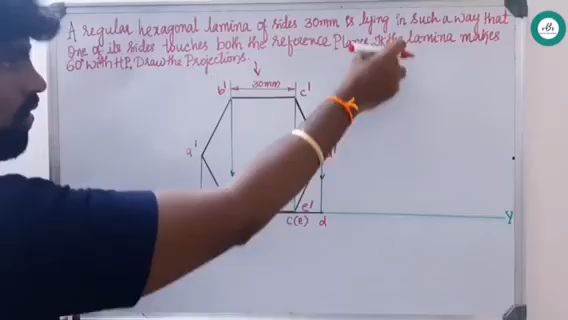 A regular hexagonal lamina of sides 30mm is lying in such a way that
One of its sides touches both the reference Plane. If the lamina makes
60° with HP, Draw the Projections.
30mm
b' c'
a'
e'
c(e) d
Y